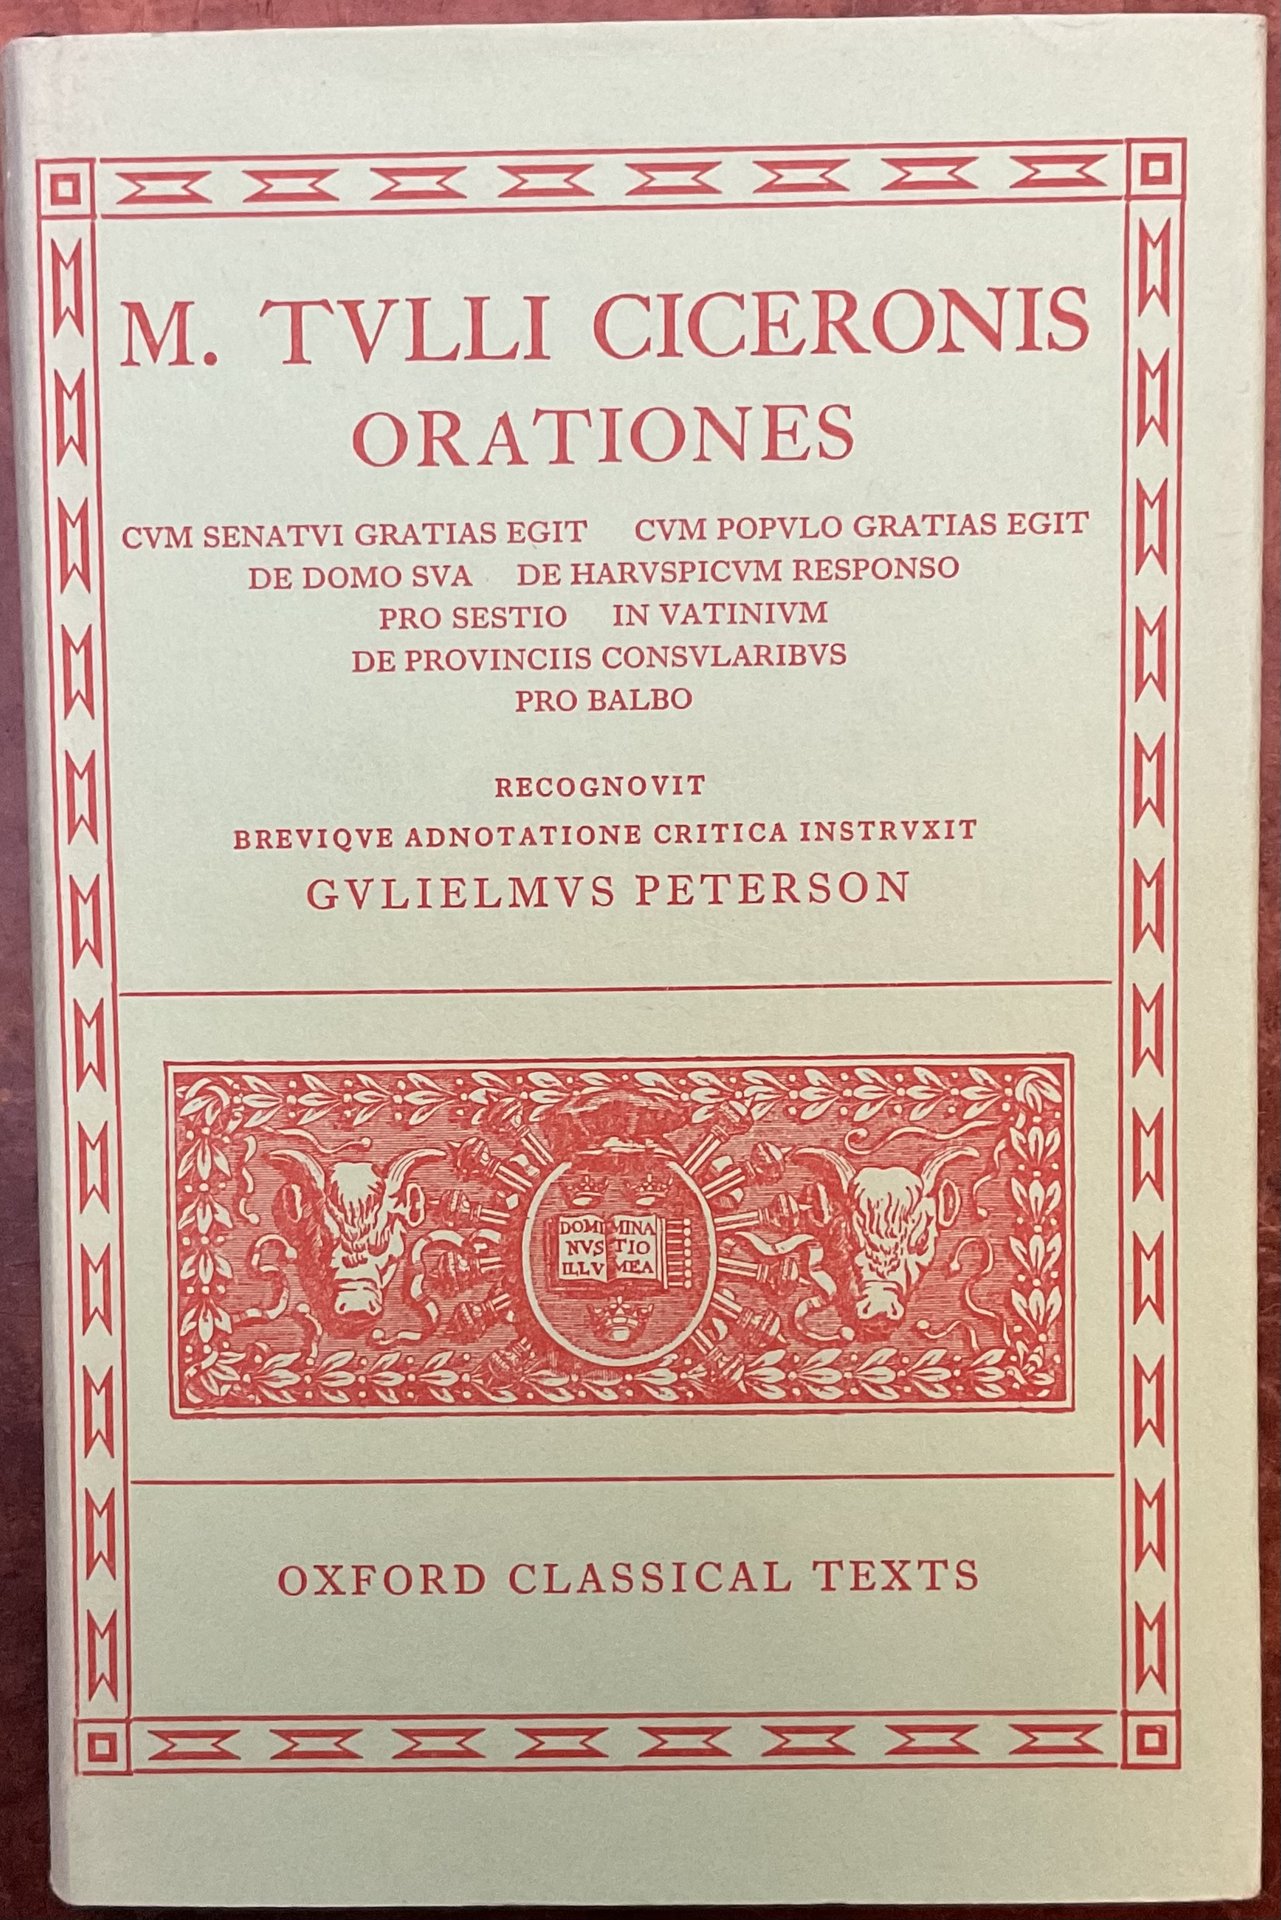 M. TVLLI CICERONIS
ORATIONES
CVM SENATVI GRATIAS EGIT CVM POPVLO GRATIAS EGIT
DE DOMO SVA DE HARVSPICVM RESPONSO
PRO SESTIO IN VATINIVM
DE PROVINCIIS CONSVLARIBVS
PRO BALBO
RECOGNOVIT
BREVIQVE ADNOTATIONE CRITICA INSTRVXIT
GVLIELMVS PETERSON
DOMI MINA
NVS TIO
ILLV MEA
OXFORD CLASSICAL TEXTS